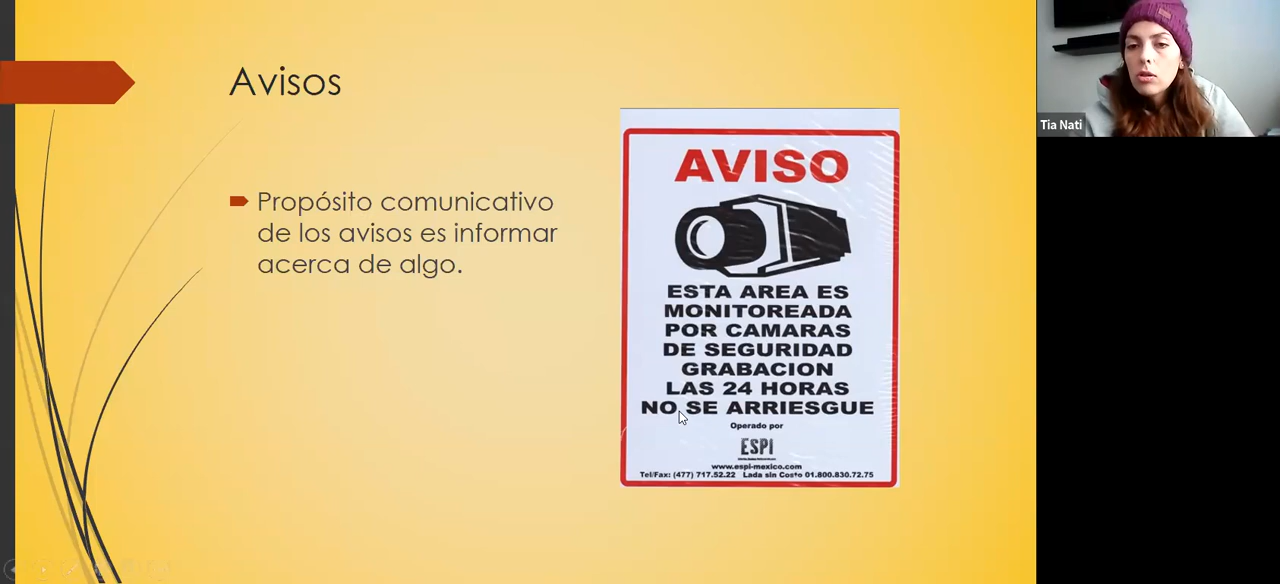 Avisos
Propósito comunicativo
de los avisos es informar
acerca de algo.
AVISO
ESTA AREA ES
MONITOREADA
POR CAMARAS
DE SEGURIDAD
GRABACION
LAS 24 HORAS
NO SE ARRIESGUE
Operado por
ESPI
www.espi-mexico.com
Tel/Fax: (477) 717.52.22 Lada sin Costo 01.800.830.72.75
Tia Nati